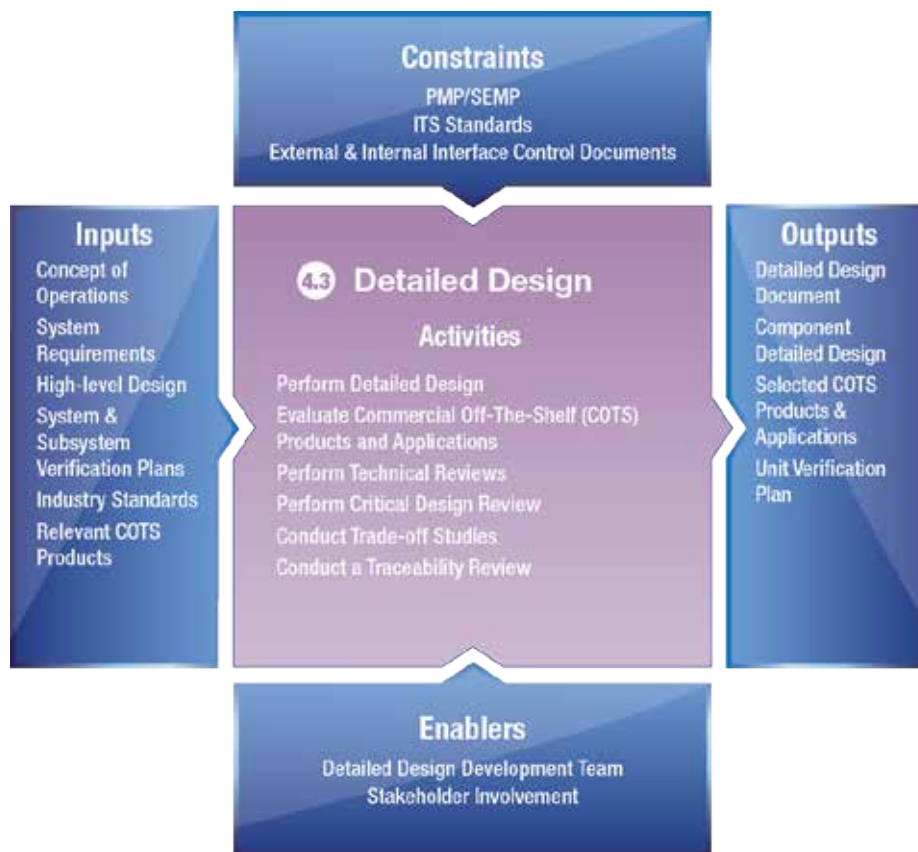 Constraints
PMP/SEMP
ITS Standards
External & Internal Interface Control Documents
Inputs
Concept of
Operations
System
Requirements
High-level Design
System &
Subsystem
Verification Plans
Industry Standards
Relevant COTS
Products
4.3 Detailed Design
Activities
Perform Detailed Design
Evaluate Commercial Off-The-Shelf (COTS)
Products and Applications
Perform Technical Reviews
Perform Critical Design Review
Conduct Trade-off Studies
Conduct a Traceability Review
Outputs
Detailed Design
Document
Component
Detailed Design
Selected COTS
Products &
Applications
Unit Verification
Plan
Enablers
Detailed Design Development Team
Stakeholder Involvement